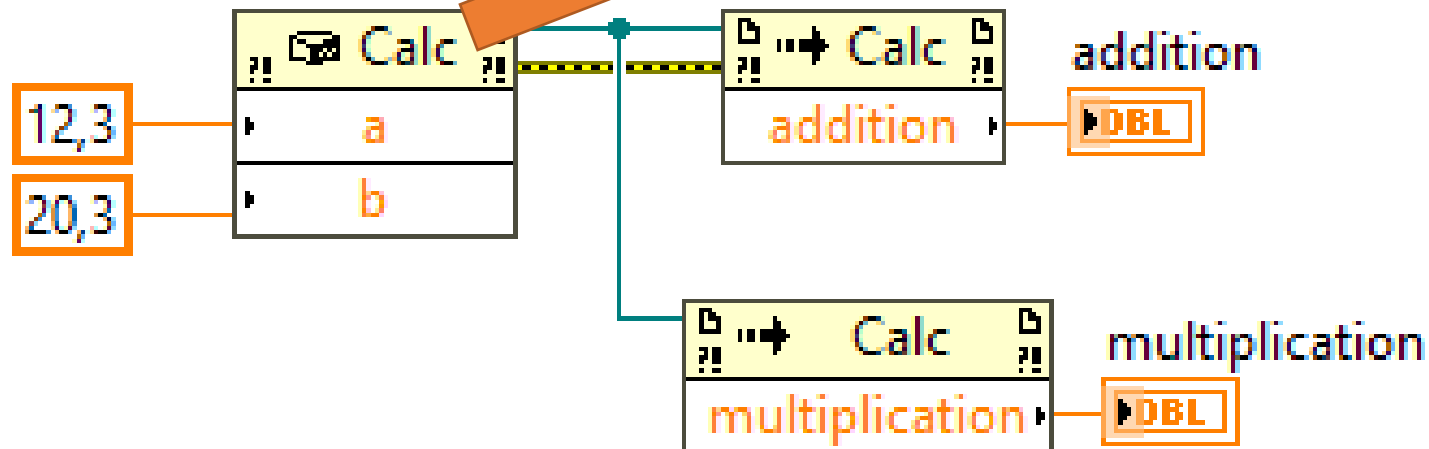 ?! Calc ?!
?! Calc ?!
addition
12,3
a
addition
DBL
20,3
b
?! Calc ?!
multiplication
multiplication
DBL